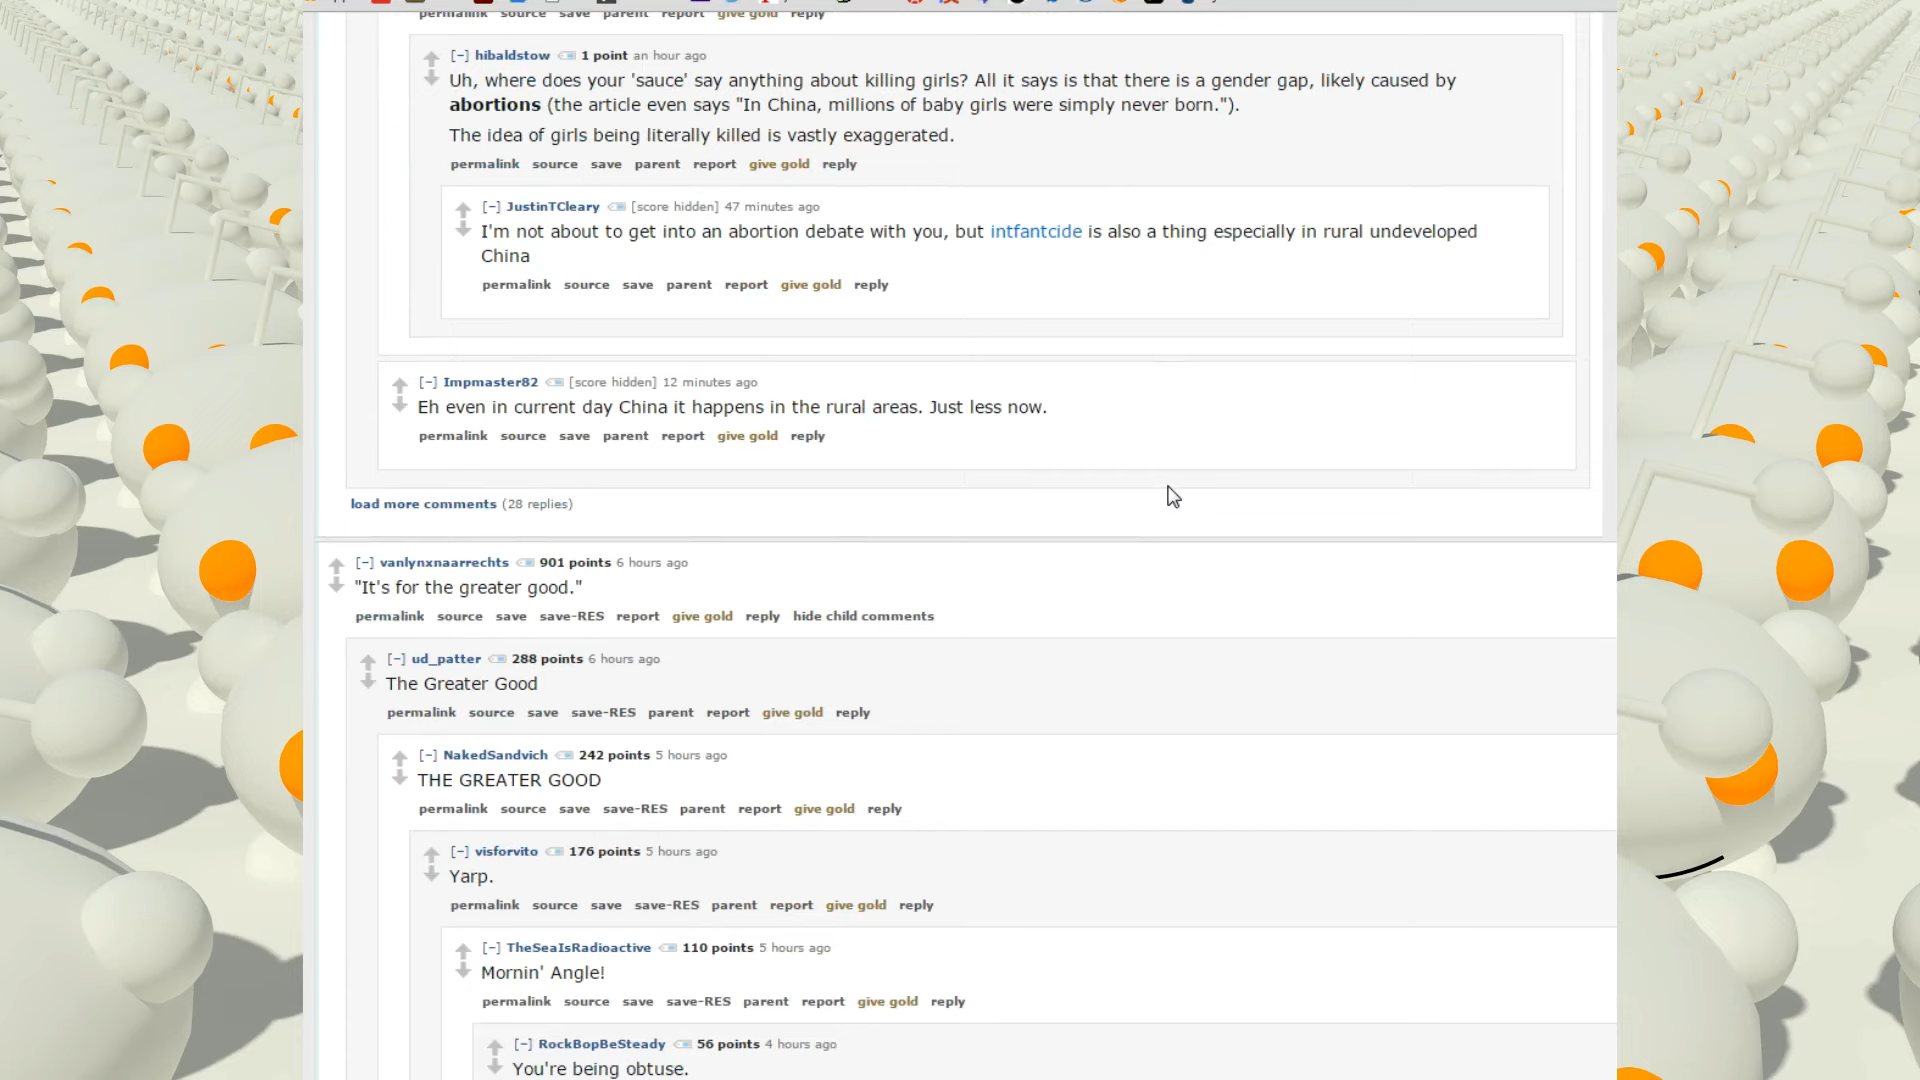 permalink source save parent report give gold reply
[-] hibaldstow 1 point an hour ago
Uh, where does your 'sauce' say anything about killing girls? All it says is that there is a gender gap, likely caused by
abortions (the article even says "In China, millions of baby girls were simply never born.").
The idea of girls being literally killed is vastly exaggerated.
permalink source save parent report give gold reply
[-] JustinTCleary [score hidden] 47 minutes ago
I'm not about to get into an abortion debate with you, but intfantcide is also a thing especially in rural undeveloped
China
permalink source save parent report give gold reply
[-] Impmaster82 [score hidden] 12 minutes ago
Eh even in current day China it happens in the rural areas. Just less now.
permalink source save parent report give gold reply
load more comments (28 replies)
[-] vanlynxnaarrechts 901 points 6 hours ago
"It's for the greater good."
permalink source save save-RES report give gold reply hide child comments
[-] ud_patter 288 points 6 hours ago
The Greater Good
permalink source save save-RES parent report give gold reply
[-] NakedSandvich 242 points 5 hours ago
THE GREATER GOOD
permalink source save save-RES parent report give gold reply
[-] visforvito 176 points 5 hours ago
Yarp.
permalink source save save-RES parent report give gold reply
[-] TheSeaIsRadioactive 110 points 5 hours ago
Mornin' Angle!
permalink source save save-RES parent report give gold reply
[-] RockBopBeSteady 56 points 4 hours ago
You're being obtuse.